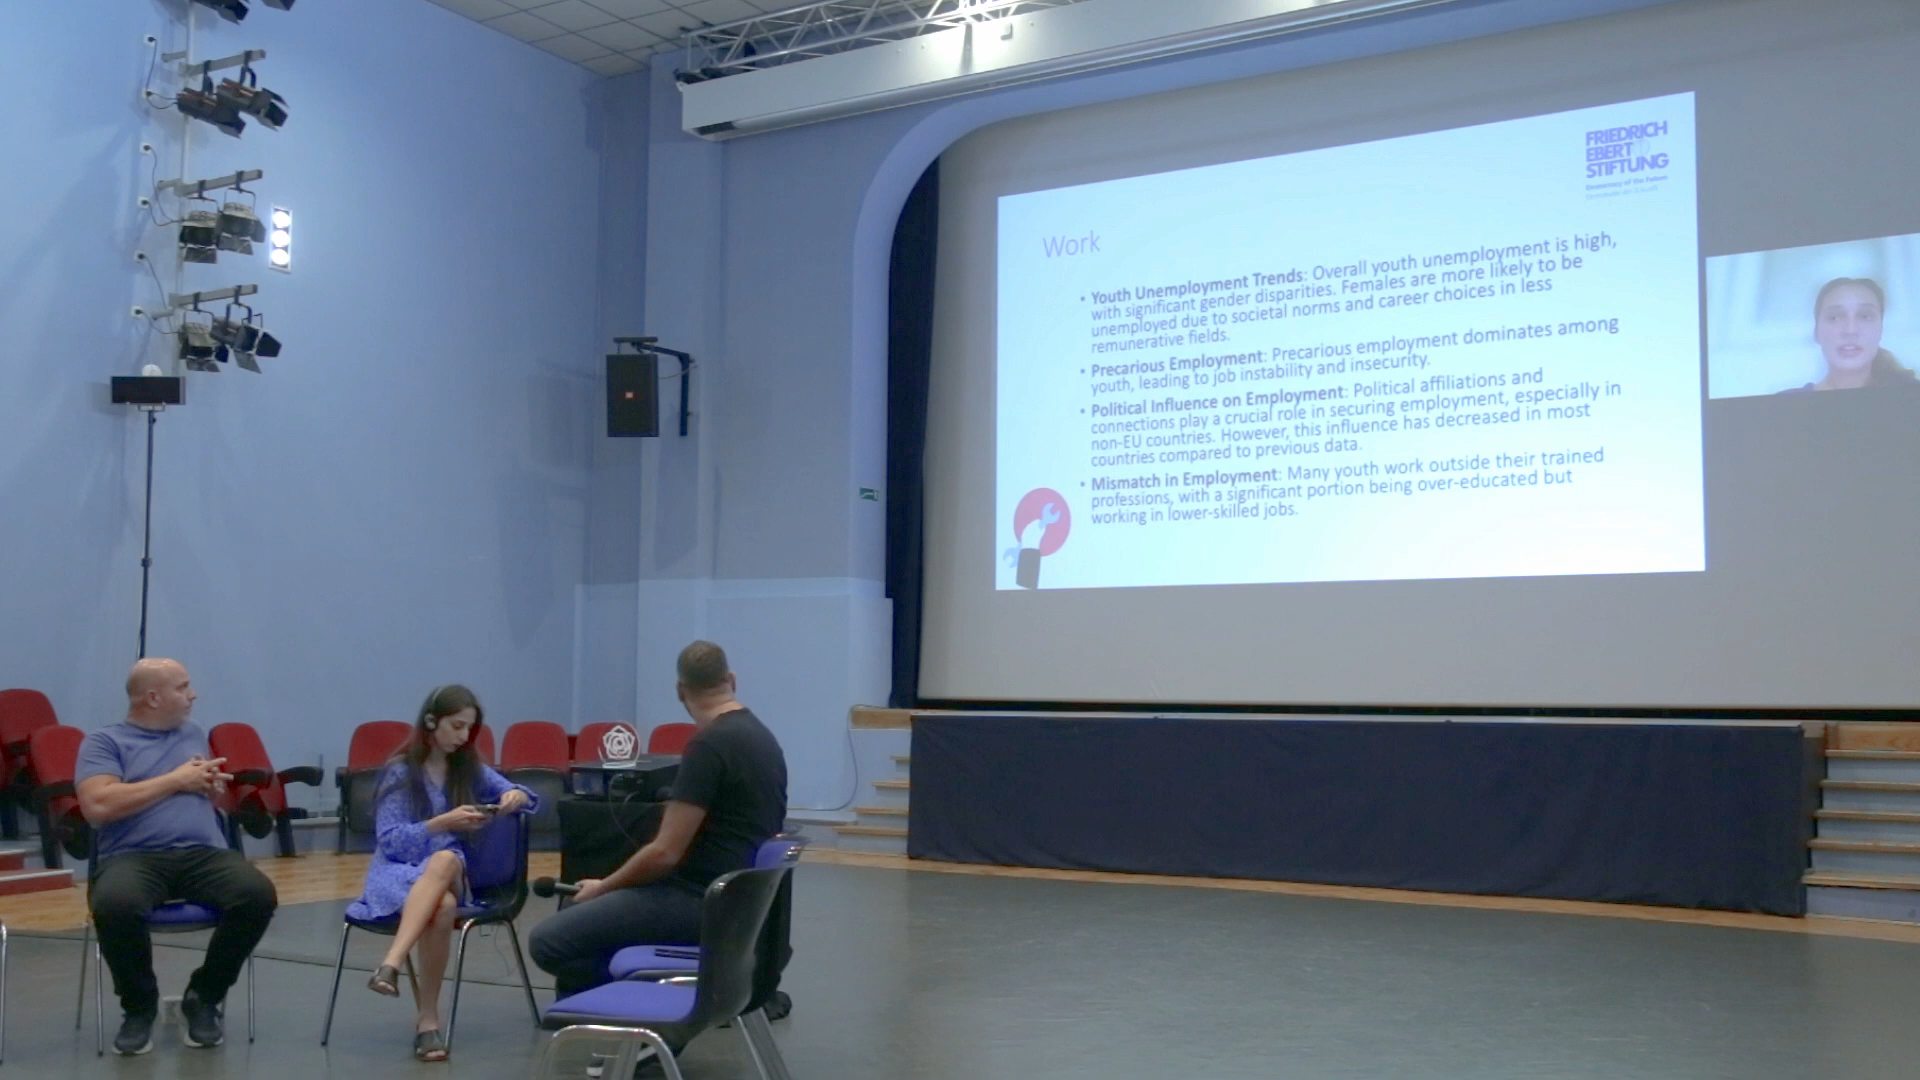 FRIEDRICH
EBERT
STIFTUNG
Democracy of the Future
Work
• Youth Unemployment Trends: Overall youth unemployment is high,
with significant gender disparities. Females are more likely to be
unemployed due to societal norms and career choices in less
remunerative fields.
• Precarious Employment: Precarious employment dominates among
youth, leading to job instability and insecurity.
• Political Influence on Employment: Political affiliations and
connections play a crucial role in securing employment, especially in
non-EU countries. However, this influence has decreased in most
countries compared to previous data.
• Mismatch in Employment: Many youth work outside their trained
professions, with a significant portion being over-educated but
working in lower-skilled jobs.